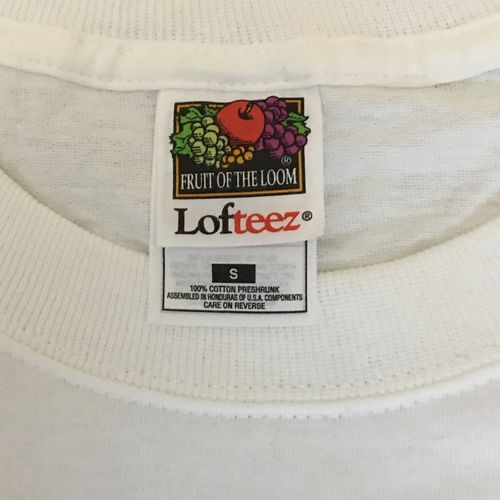 ®
FRUIT OF THE LOOM
Lofteez®
S
100% COTTON PRESHRUNK
ASSEMBLED IN HONDURAS OF U.S.A. COMPONENTS
CARE ON REVERSE